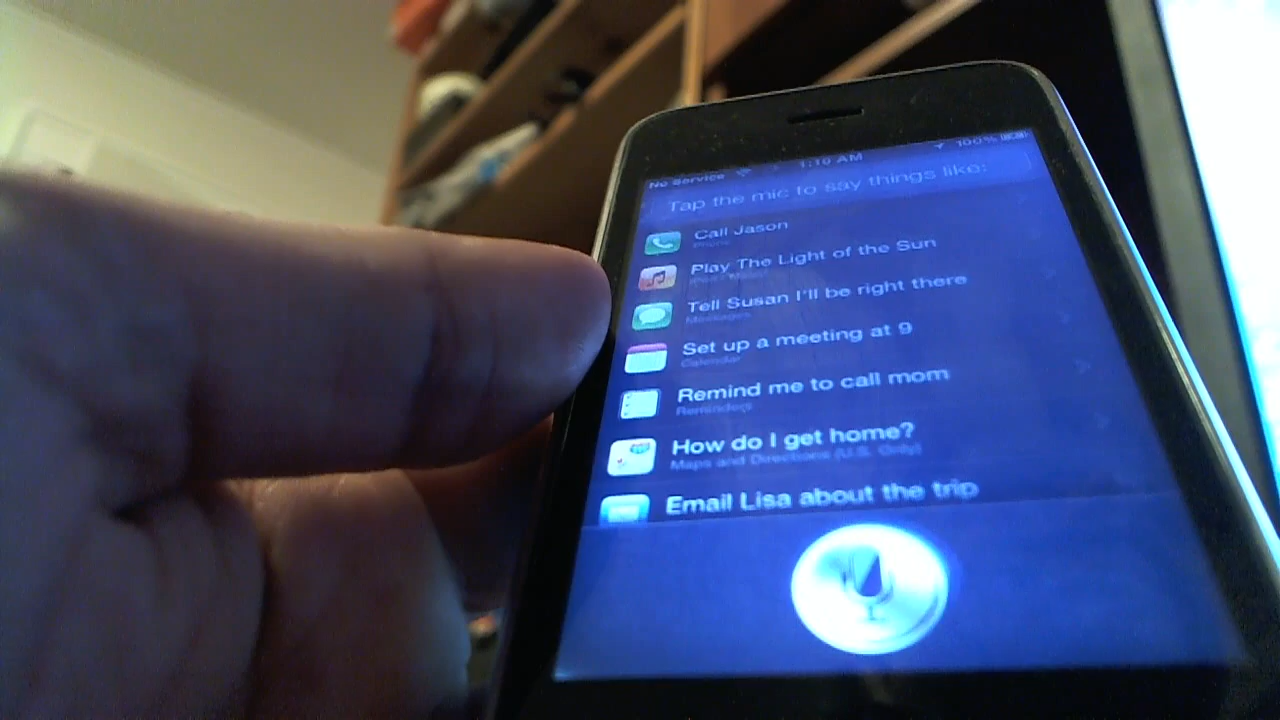 No Service 1:10 AM 100%
Tap the mic to say things like:
Call Jason
Phone
Play The Light of the Sun
Tell Susan I'll be right there
Messages
Set up a meeting at 9
Calendar
Remind me to call mom
Reminders
How do I get home?
Maps and Directions (U.S. Only)
Email Lisa about the trip